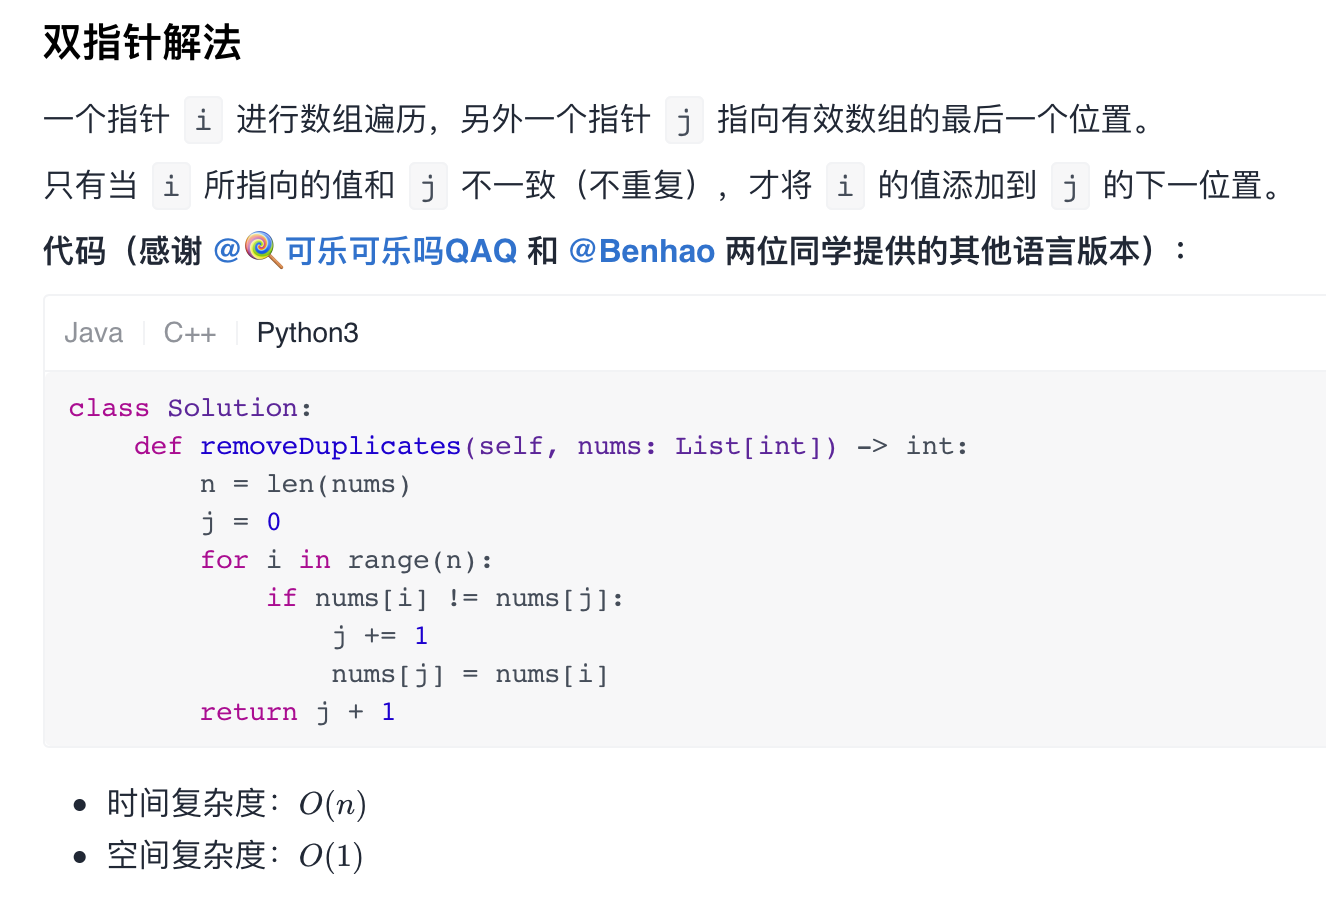 双指针解法
一个指针 i 进行数组遍历，另外一个指针 j 指向有效数组的最后一个位置。
只有当 i 所指向的值和 j 不一致（不重复），才将 i 的值添加到 j 的下一位置。
代码（感谢 @🍭可乐可乐吗QAQ 和 @Benhao 两位同学提供的其他语言版本）：
Java C++ Python3
class Solution:
    def removeDuplicates(self, nums: List[int]) -> int:
        n = len(nums)
        j = 0
        for i in range(n):
            if nums[i] != nums[j]:
                j += 1
                nums[j] = nums[i]
        return j + 1
• 时间复杂度：O(n)
• 空间复杂度：O(1)